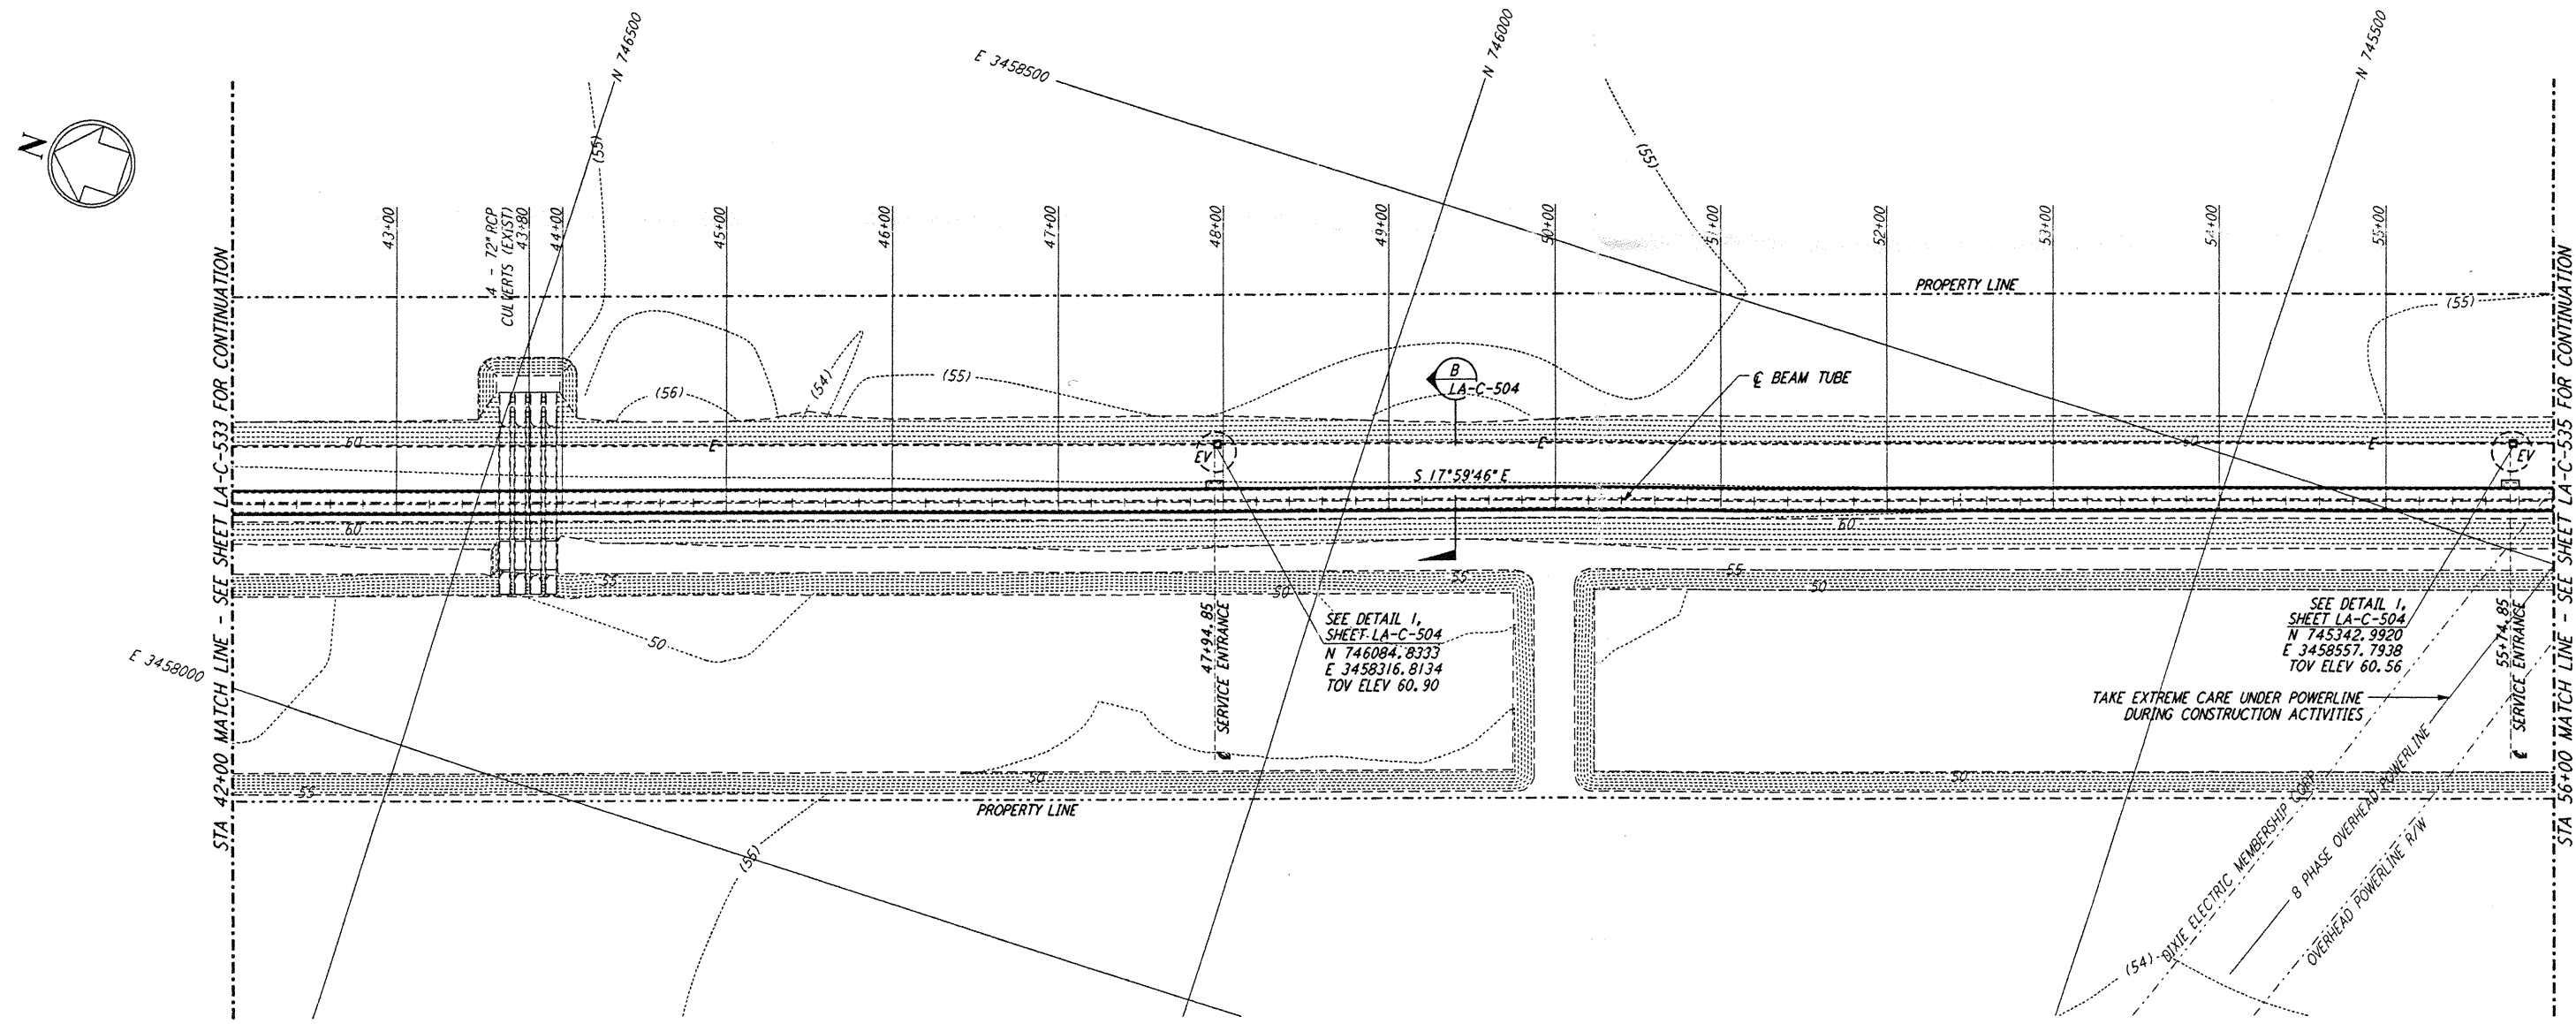 N
N 746500
E 3458500
N 746000
N 745500
(55)
(55)
43+00
4 - 72" RCP
CULVERTS (EXIST)
43+80
44+00
45+00
46+00
47+00
48+00
49+00
50+00
51+00
52+00
53+00
54+00
55+00
PROPERTY LINE
(55)
(56)
(54)
(55)
B
LA-C-504
℄ BEAM TUBE
60
E
EV
E
60
E
EV
S 17°59'46" E
60
60
55
55
55
50
50
50
E 3458000
47+94.85
℄ SERVICE ENTRANCE
SEE DETAIL 1,
SHEET LA-C-504
N 746084.8333
E 3458316.8134
TOV ELEV 60.90
SEE DETAIL 1,
SHEET LA-C-504
N 745342.9920
E 3458557.7938
TOV ELEV 60.56
55+74.85
℄ SERVICE ENTRANCE
TAKE EXTREME CARE UNDER POWERLINE
DURING CONSTRUCTION ACTIVITIES
55
50
50
PROPERTY LINE
(56)
(54)
DIXIE ELECTRIC MEMBERSHIP CORP
8 PHASE OVERHEAD POWERLINE
OVERHEAD POWERLINE R/W
STA 42+00 MATCH LINE - SEE SHEET LA-C-533 FOR CONTINUATION
STA 56+00 MATCH LINE - SEE SHEET LA-C-535 FOR CONTINUATION